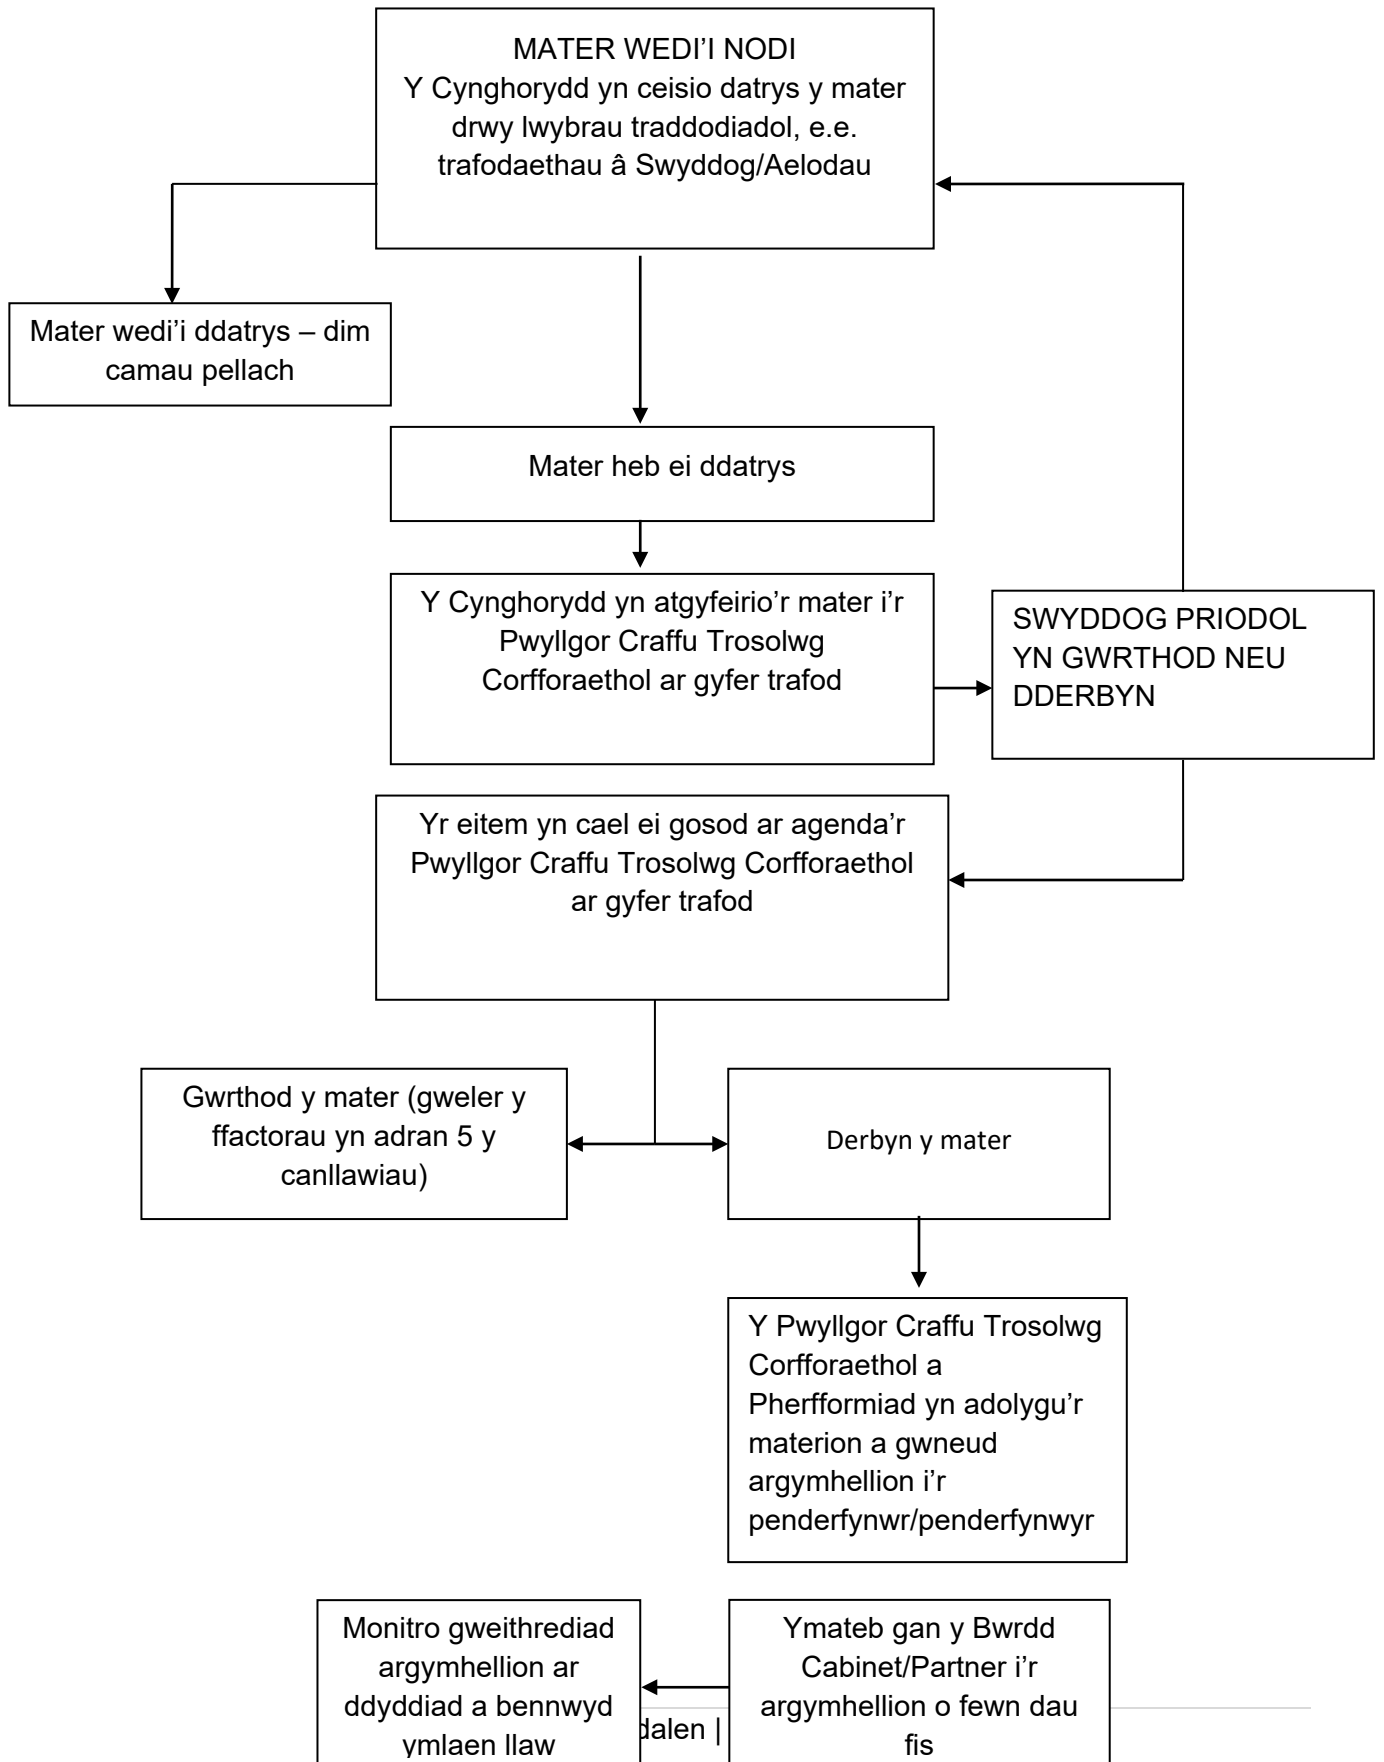 MATER WEDI’I NODI
Y Cynghorydd yn ceisio datrys y mater
drwy lwybrau traddodiadol, e.e.
trafodaethau â Swyddog/Aelodau
Mater wedi’i ddatrys – dim
camau pellach
Mater heb ei ddatrys
Y Cynghorydd yn atgyfeirio’r mater i’r
Pwyllgor Craffu Trosolwg
Corfforaethol ar gyfer trafod
SWYDDOG PRIODOL
YN GWRTHOD NEU
DDERBYN
Yr eitem yn cael ei gosod ar agenda’r
Pwyllgor Craffu Trosolwg Corfforaethol
ar gyfer trafod
Gwrthod y mater (gweler y
ffactorau yn adran 5 y
canllawiau)
Derbyn y mater
Y Pwyllgor Craffu Trosolwg
Corfforaethol a
Pherfformiad yn adolygu’r
materion a gwneud
argymhellion i’r
penderfynwr/penderfynwyr
Monitro gweithrediad
argymhellion ar
ddyddiad a bennwyd
ymlaen llaw
Ymateb gan y Bwrdd
Cabinet/Partner i’r
argymhellion o fewn dau
fis
dalen |